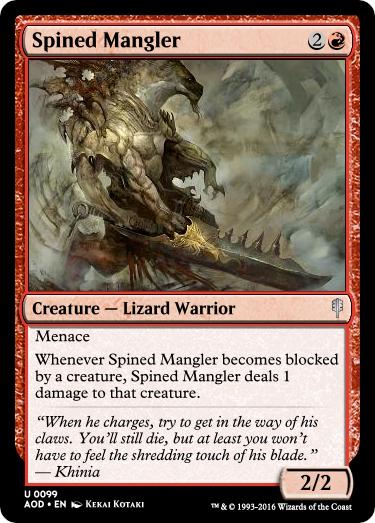 Spined Mangler 2
Creature — Lizard Warrior
Menace
Whenever Spined Mangler becomes blocked
by a creature, Spined Mangler deals 1
damage to that creature.
“When he charges, try to get in the way of his
claws. You'll still die, but at least you won't
have to feel the shredding touch of his blade.”
— Khinia
2/2
U 0099
AOD • EN Kekai Kotaki
™ & © 1993-2016 Wizards of the Coast